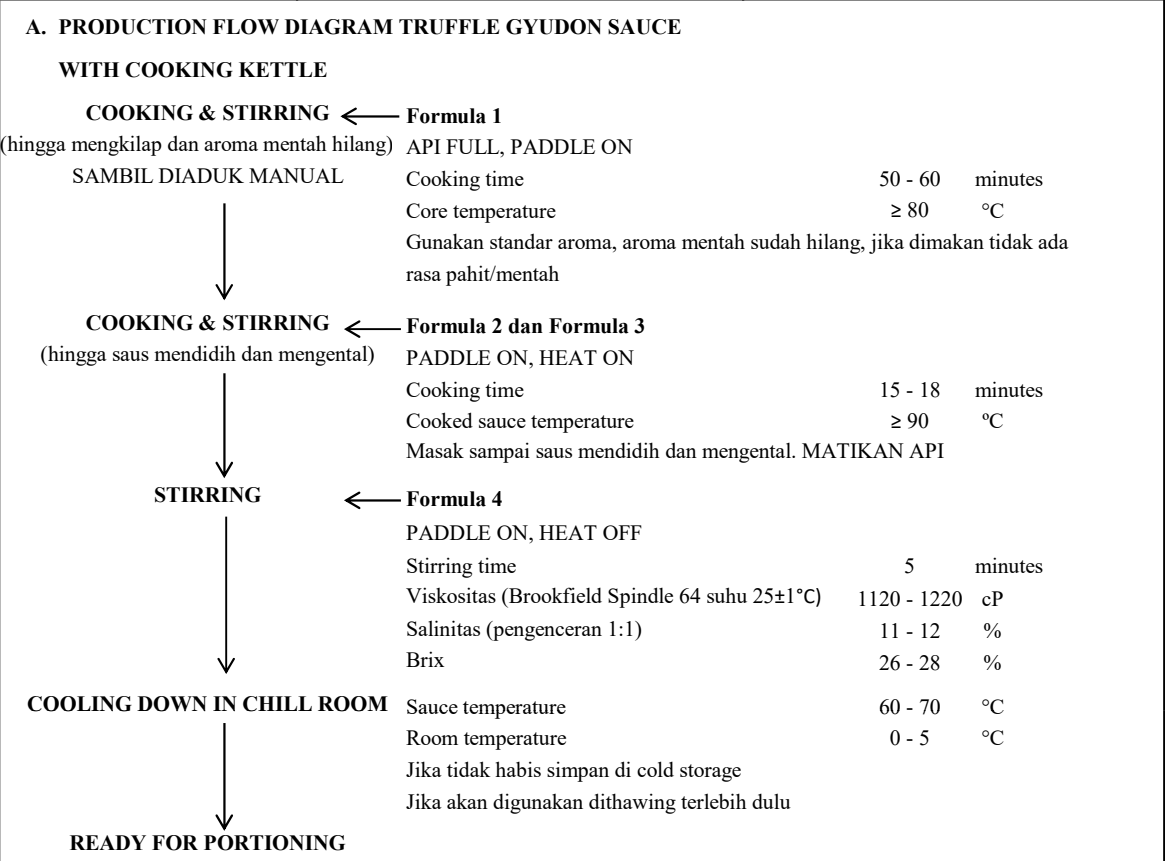 A. PRODUCTION FLOW DIAGRAM TRUFFLE GYUDON SAUCE
WITH COOKING KETTLE
COOKING & STIRRING Formula 1
(hingga mengkilap dan aroma mentah hilang) API FULL, PADDLE ON
SAMBIL DIADUK MANUAL Cooking time 50 - 60 minutes
Core temperature ≥ 80 °C
Gunakan standar aroma, aroma mentah sudah hilang, jika dimakan tidak ada
rasa pahit/mentah
COOKING & STIRRING Formula 2 dan Formula 3
(hingga saus mendidih dan mengental) PADDLE ON, HEAT ON
Cooking time 15 - 18 minutes
Cooked sauce temperature ≥ 90 ºC
Masak sampai saus mendidih dan mengental. MATIKAN API
STIRRING Formula 4
PADDLE ON, HEAT OFF
Stirring time 5 minutes
Viskositas (Brookfield Spindle 64 suhu 25±1°C) 1120 - 1220 cP
Salinitas (pengenceran 1:1) 11 - 12 %
Brix 26 - 28 %
COOLING DOWN IN CHILL ROOM Sauce temperature 60 - 70 °C
Room temperature 0 - 5 °C
Jika tidak habis simpan di cold storage
Jika akan digunakan dithawing terlebih dulu
READY FOR PORTIONING